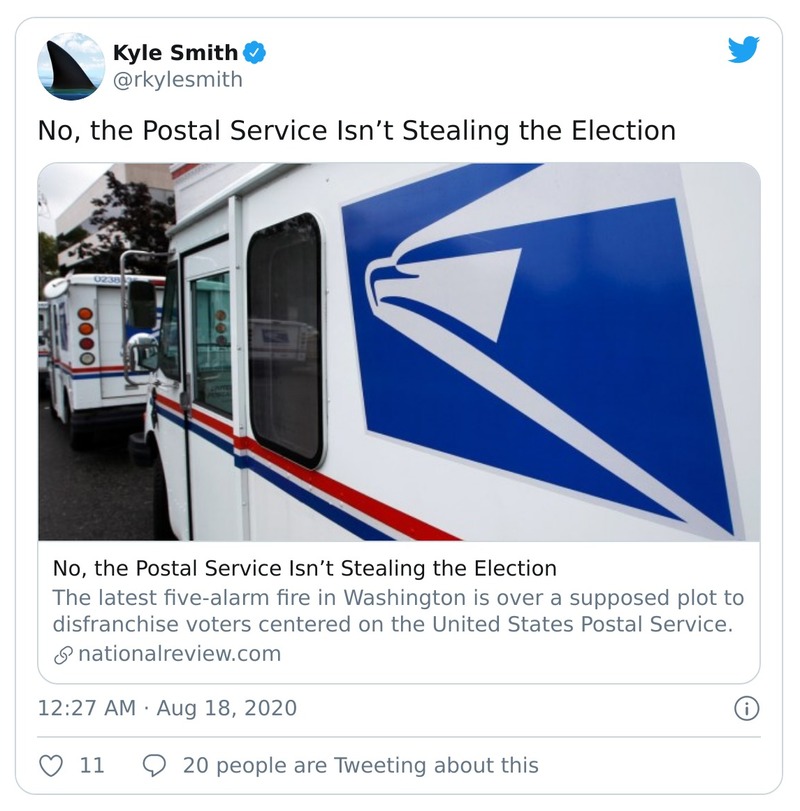 Kyle Smith
@rkylesmith
No, the Postal Service Isn’t Stealing the Election
No, the Postal Service Isn’t Stealing the Election
The latest five-alarm fire in Washington is over a supposed plot to
disfranchise voters centered on the United States Postal Service.
nationalreview.com
12:27 AM · Aug 18, 2020
11
20 people are Tweeting about this